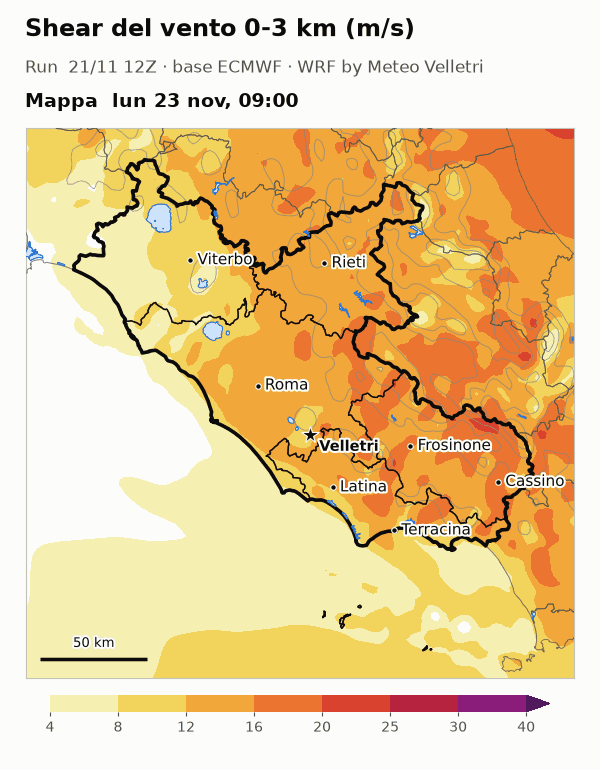 Shear del vento 0-3 km (m/s)
Run  21/11 12Z · base ECMWF · WRF by Meteo Velletri
Mappa  lun 23 nov, 09:00
Viterbo
Rieti
Roma
Velletri
Frosinone
Cassino
Latina
Terracina
50 km
4 8 12 16 20 25 30 40